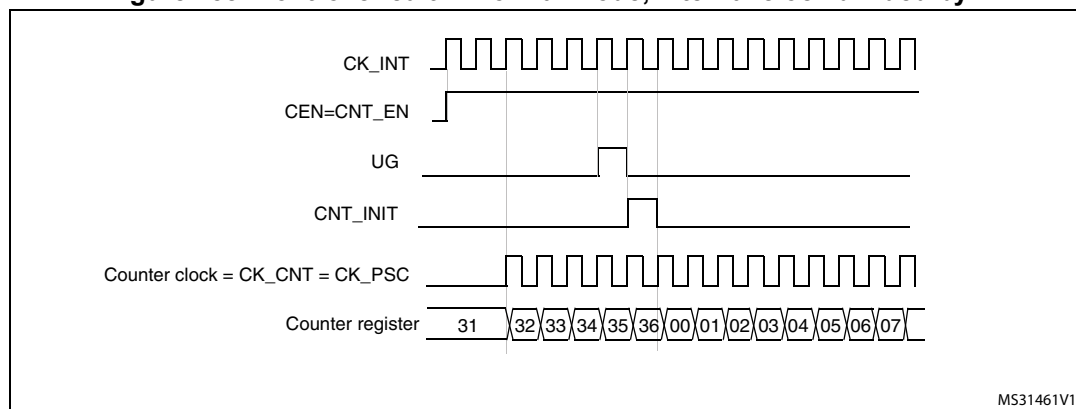 CK_INT
CEN=CNT_EN
UG
CNT_INIT
Counter clock = CK_CNT = CK_PSC
Counter register 31 32 33 34 35 36 00 01 02 03 04 05 06 07
MS31461V1